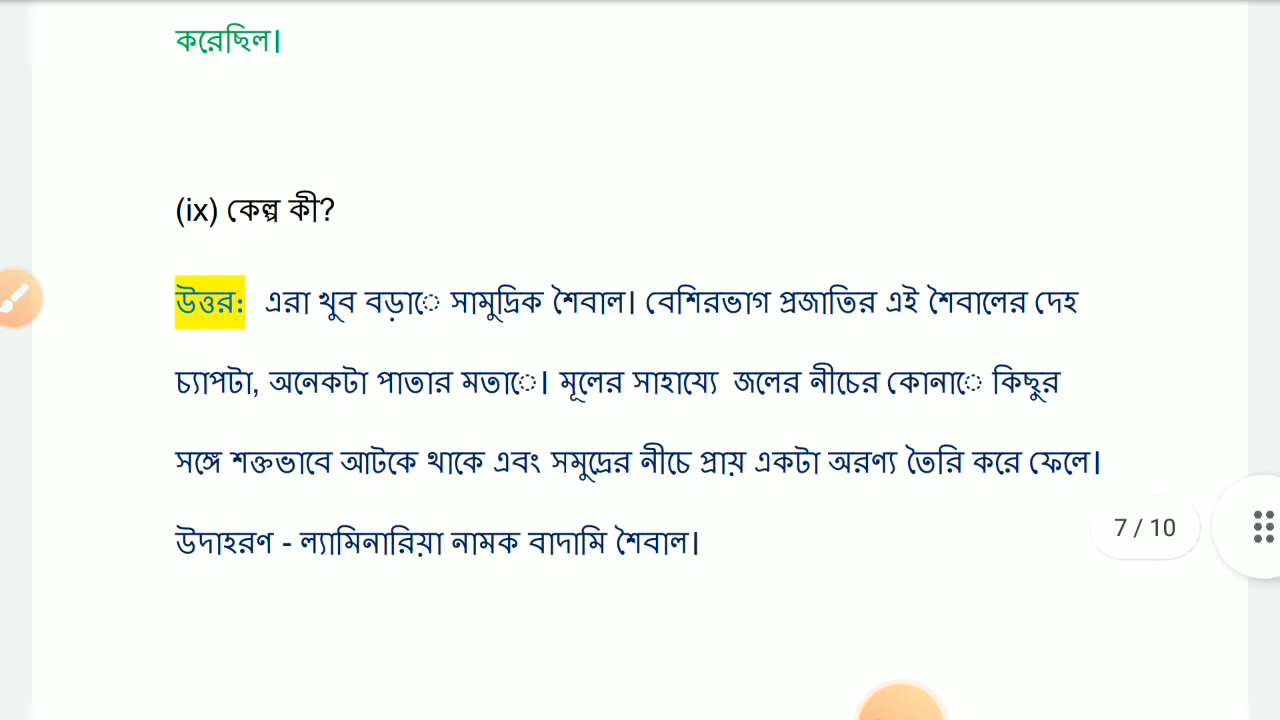 করেছিল।
(ix) কেল্প কী?
উত্তর: এরা খুব বড়াে সামুদ্রিক শৈবাল। বেশিরভাগ প্রজাতির এই শৈবালের দেহ
চ্যাপটা, অনেকটা পাতার মতাে। মূলের সাহায্যে জলের নীচের কোনাে কিছুর
সঙ্গে শক্তভাবে আটকে থাকে এবং সমুদ্রের নীচে প্রায় একটা অরণ্য তৈরি করে ফেলে।
উদাহরণ - ল্যামিনারিয়া নামক বাদামি শৈবাল।
7 / 10